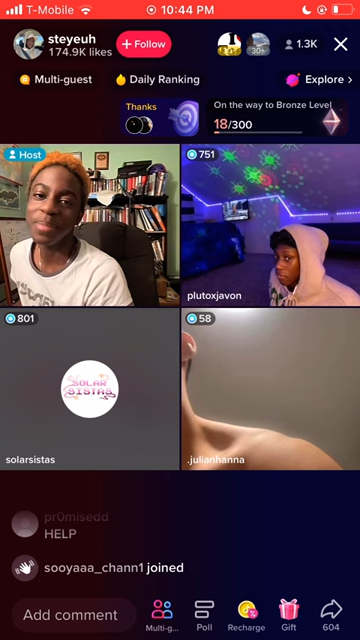 T-Mobile
10:44 PM
steyeuh
174.9K likes
+ Follow
30+
1.3K
Multi-guest
Daily Ranking
Explore >
Thanks
On the way to Bronze Level
18/300
Host
751
plutoxjavon
801
SOLAR
SISTAS
solarsistas
58
.julianhanna
pr0misedd
HELP
sooyaaa_chann1 joined
Add comment
Multi-g...
Poll
Recharge
Gift
604